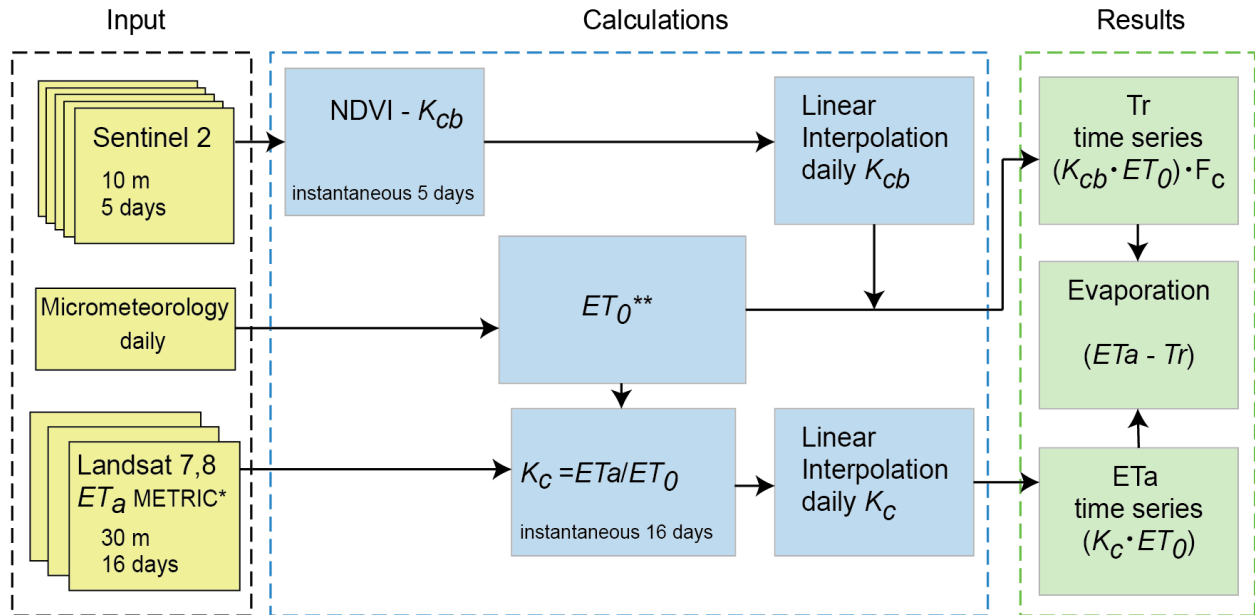 Input
Calculations
Results
Sentinel 2
10 m
5 days
NDVI - Kcb
instantaneous 5 days
Linear
Interpolation
daily Kcb
Tr
time series
(Kcb·ET0)·Fc
Micrometeorology
daily
ET0**
Evaporation
(ETa - Tr)
Landsat 7,8
ETa METRIC*
30 m
16 days
Kc =ETa/ET0
instantaneous 16 days
Linear
Interpolation
daily Kc
ETa
time series
(Kc·ET0)